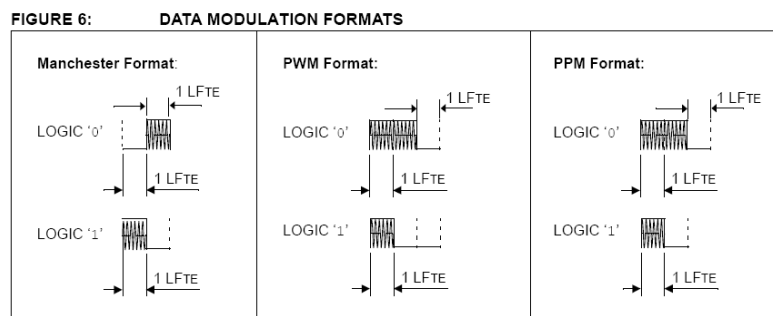 FIGURE 6: DATA MODULATION FORMATS
Manchester Format:
1 LFTE
LOGIC '0'
1 LFTE
LOGIC '1'
1 LFTE
PWM Format:
1 LFTE
LOGIC '0'
1 LFTE
LOGIC '1'
1 LFTE
PPM Format:
1 LFTE
LOGIC '0'
1 LFTE
LOGIC '1'
1 LFTE